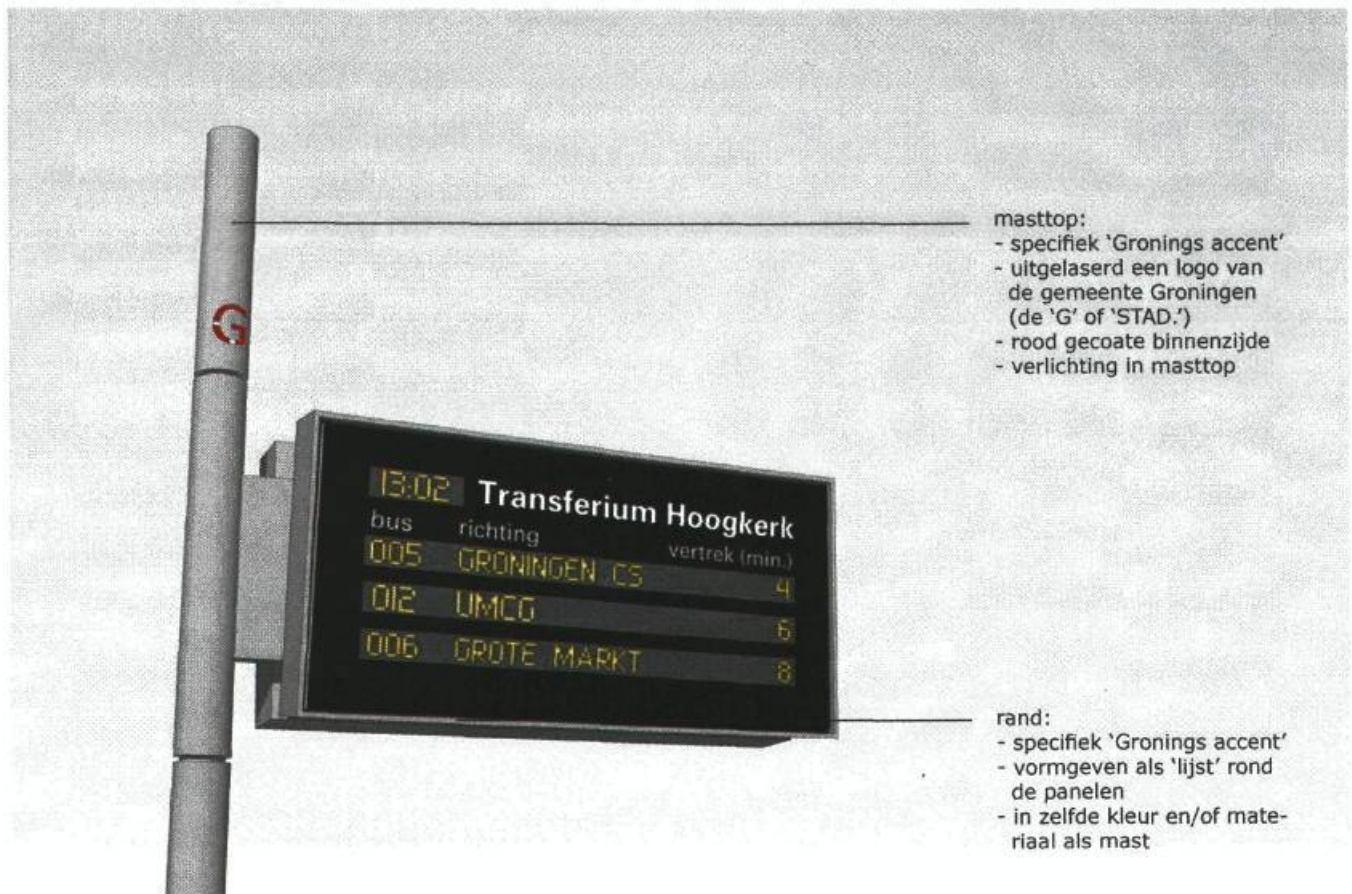 masttop:
- specifiek 'Gronings accent'
- uitgelaserd een logo van
de gemeente Groningen
(de 'G' of 'STAD.')
- rood gecoate binnenzijde
- verlichting in masttop
G
13:02 Transferium Hoogkerk
bus richting vertrek (min.)
005 GRONINGEN CS 4
012 UMCG 6
006 GROTE MARKT 8
rand:
- specifiek 'Gronings accent'
- vormgeven als 'lijst' rond
de panelen
- in zelfde kleur en/of mate-
riaal als mast